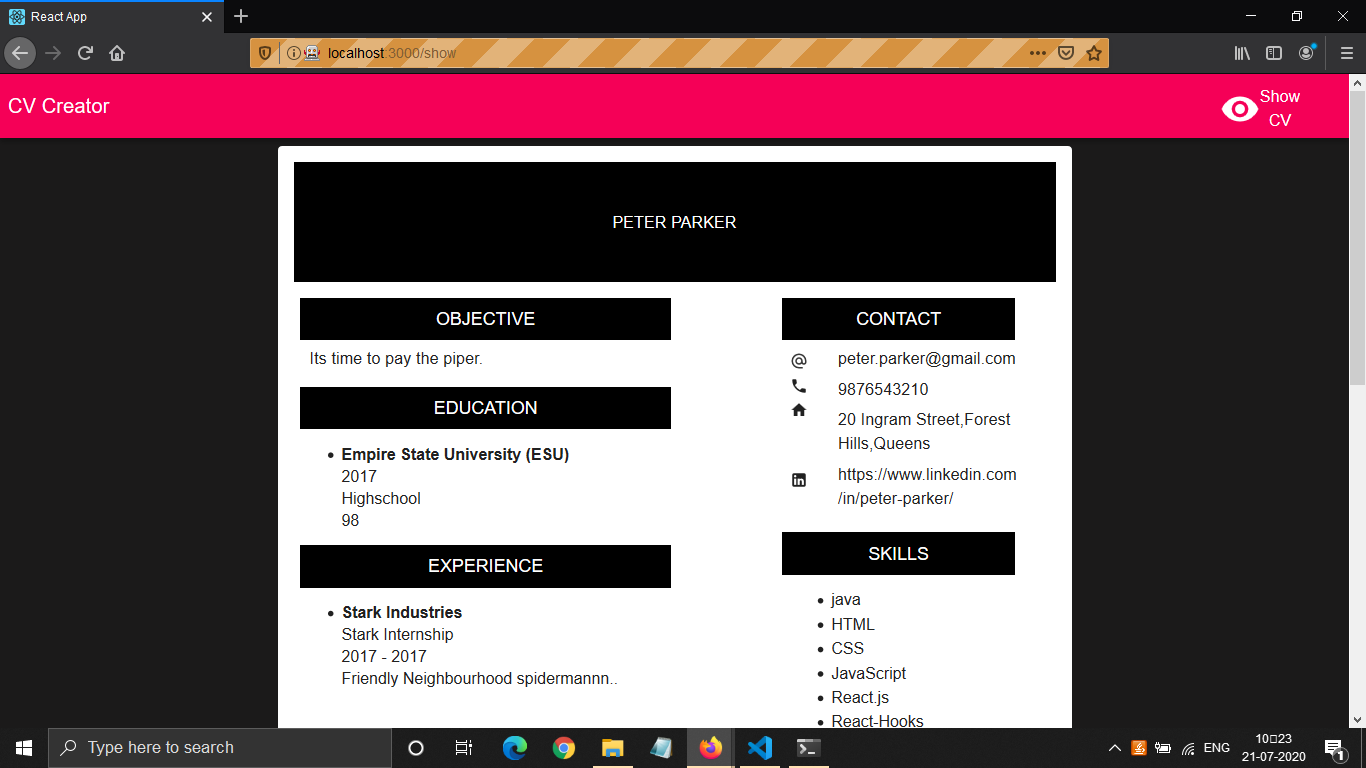 React App
localhost:3000/show
CV Creator
Show
CV
PETER PARKER
OBJECTIVE
Its time to pay the piper.
EDUCATION
Empire State University (ESU)
2017
Highschool
98
EXPERIENCE
Stark Industries
Stark Internship
2017 - 2017
Friendly Neighbourhood spidermannn..
CONTACT
peter.parker@gmail.com
9876543210
20 Ingram Street,Forest
Hills,Queens
https://www.linkedin.com
/in/peter-parker/
SKILLS
java
HTML
CSS
JavaScript
React.js
React-Hooks
Type here to search
ENG
10▯23
21-07-2020
1